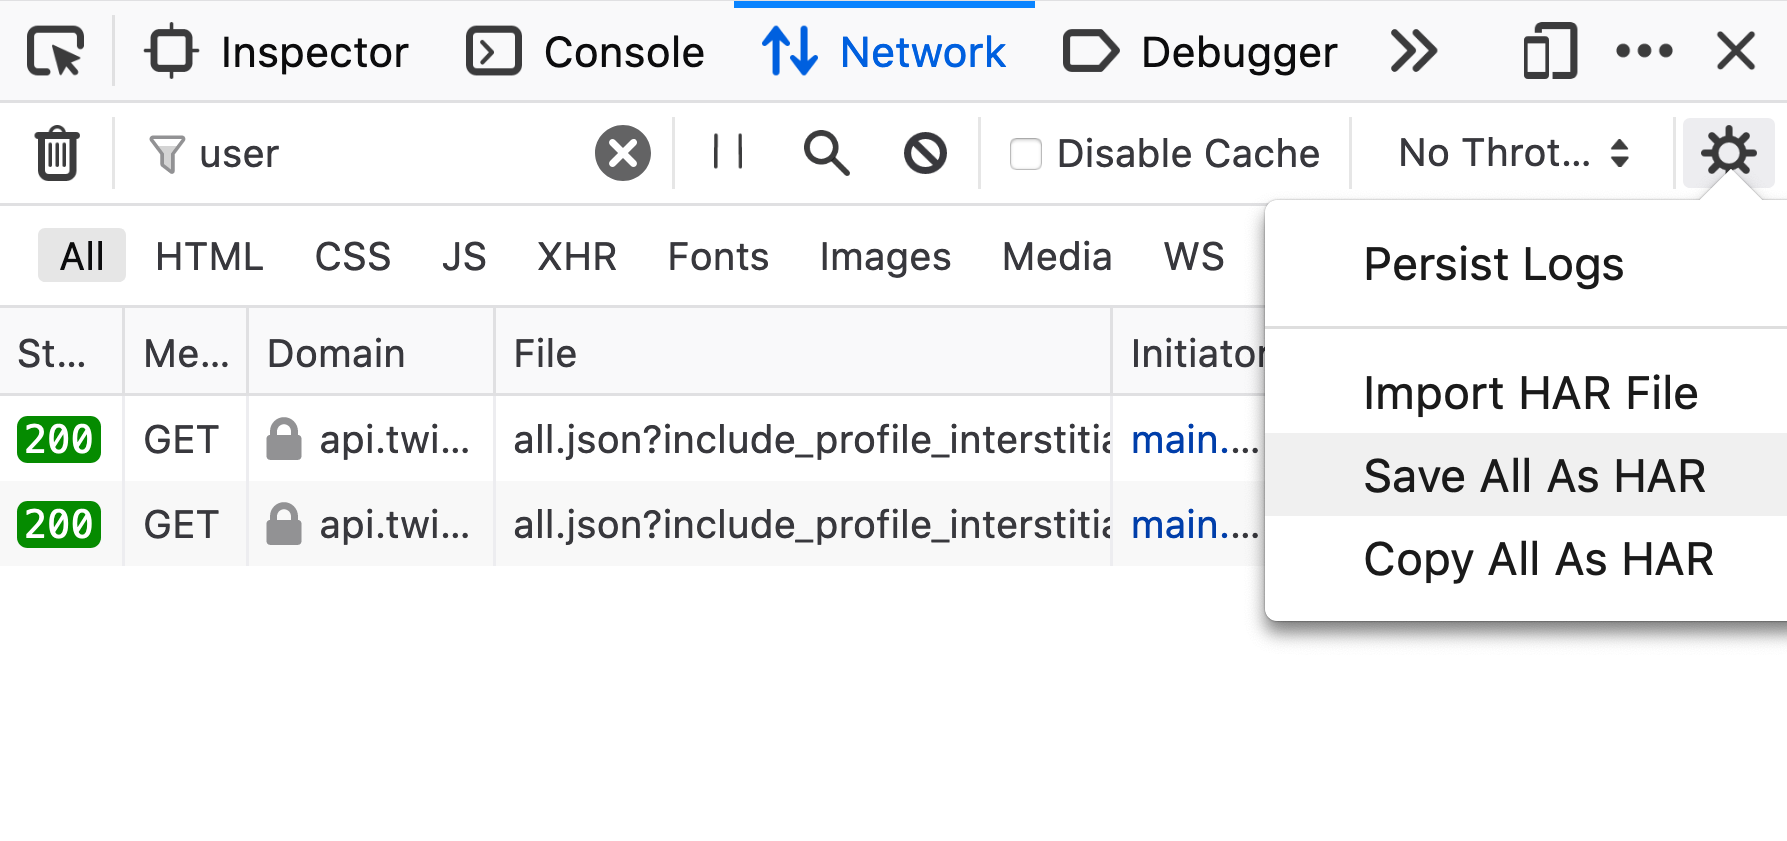 Inspector Console Network Debugger
user Disable Cache No Throt...
All HTML CSS JS XHR Fonts Images Media WS
Persist Logs
St... Me... Domain File Initiator
Import HAR File
200 GET api.twi... all.json?include_profile_interstitia main....
Save All As HAR
200 GET api.twi... all.json?include_profile_interstitia main....
Copy All As HAR